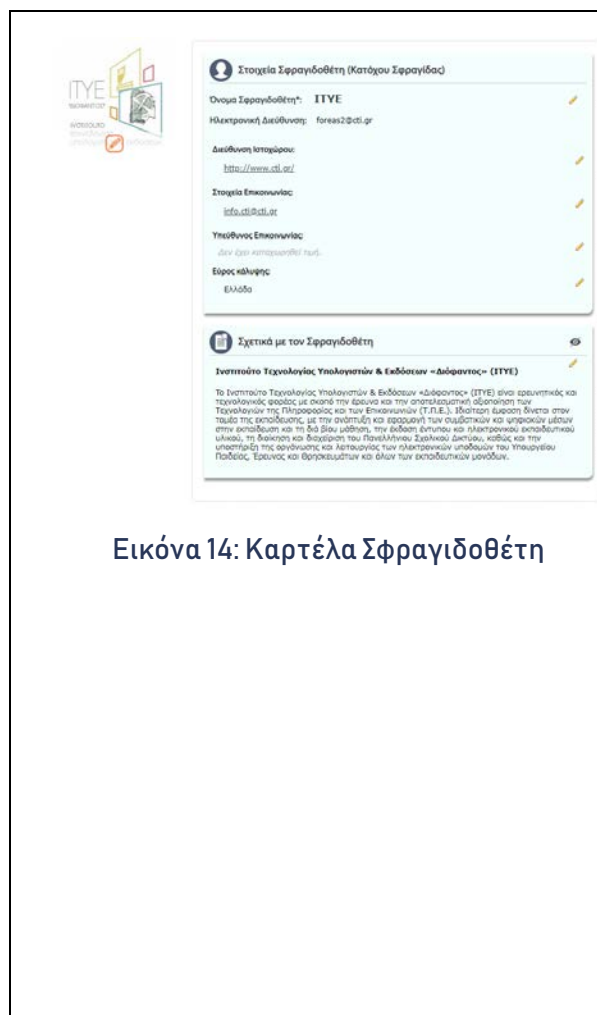 ΙΤΥΕ
Στοιχεία Σφραγιδοθέτη (Κατόχου Σφραγίδας)
Όνομα Σφραγιδοθέτη*: ΙΤΥΕ
Ηλεκτρονική Διεύθυνση: foreas2@cti.gr
Διεύθυνση Ιστοχώρου:
http://www.cti.gr/
Στοιχεία Επικοινωνίας:
info.cti@cti.gr
Υπεύθυνος Επικοινωνίας:
Δεν έχει καταχωρηθεί τιμή.
Εύρος κάλυψης:
Ελλάδα
Σχετικά με τον Σφραγιδοθέτη
Ινστιτούτο Τεχνολογίας Υπολογιστών & Εκδόσεων «Διόφαντος» (ΙΤΥΕ)
Το Ινστιτούτο Τεχνολογίας Υπολογιστών & Εκδόσεων «Διόφαντος» (ΙΤΥΕ) είναι ερευνητικός και
τεχνολογικός φορέας με σκοπό την έρευνα και την αποτελεσματική αξιοποίηση των
Τεχνολογιών της Πληροφορίας και των Επικοινωνιών (Τ.Π.Ε.). Ιδιαίτερη έμφαση δίνεται στον
τομέα της εκπαίδευσης, με την ανάπτυξη και εφαρμογή των συμβατικών και ψηφιακών μέσων
στην εκπαίδευση και τη διά βίου μάθηση, την έκδοση έντυπου και ηλεκτρονικού εκπαιδευτικού
υλικού, τη διοίκηση και διαχείριση του Πανελλήνιου Σχολικού Δικτύου, καθώς και την
υποστήριξη της οργάνωσης και λειτουργίας των ηλεκτρονικών υποδομών του Υπουργείου
Παιδείας, Έρευνας και Θρησκευμάτων και όλων των εκπαιδευτικών μονάδων.
Εικόνα 14: Καρτέλα Σφραγιδοθέτη